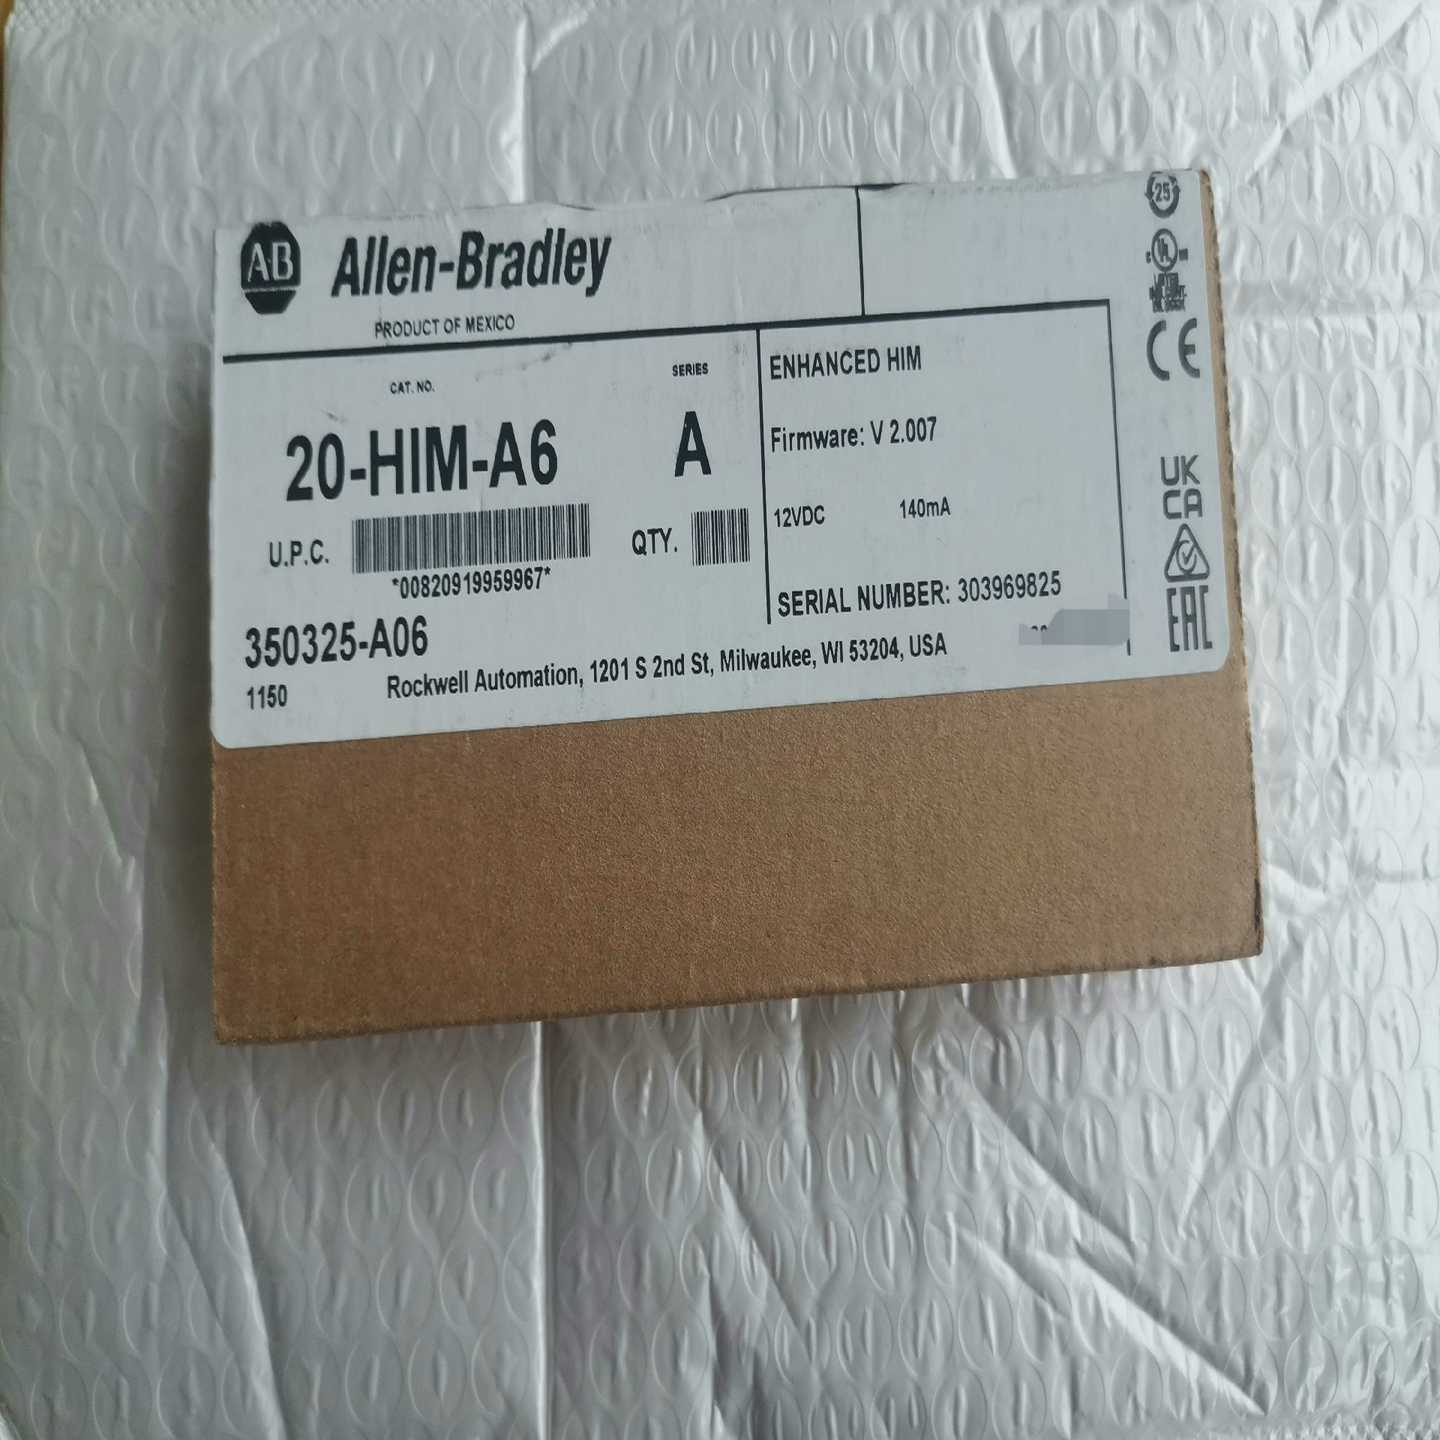 AB Allen-Bradley
PRODUCT OF MEXICO
CAT. NO.
SERIES
20-HIM-A6
A
U.P.C.
*00820919959967*
QTY.
350325-A06
1150
Rockwell Automation, 1201 S 2nd St, Milwaukee, WI 53204, USA
ENHANCED HIM
Firmware: V 2.007
12VDC 140mA
SERIAL NUMBER: 303969825
25
UL
CE
UK
CA
EAC